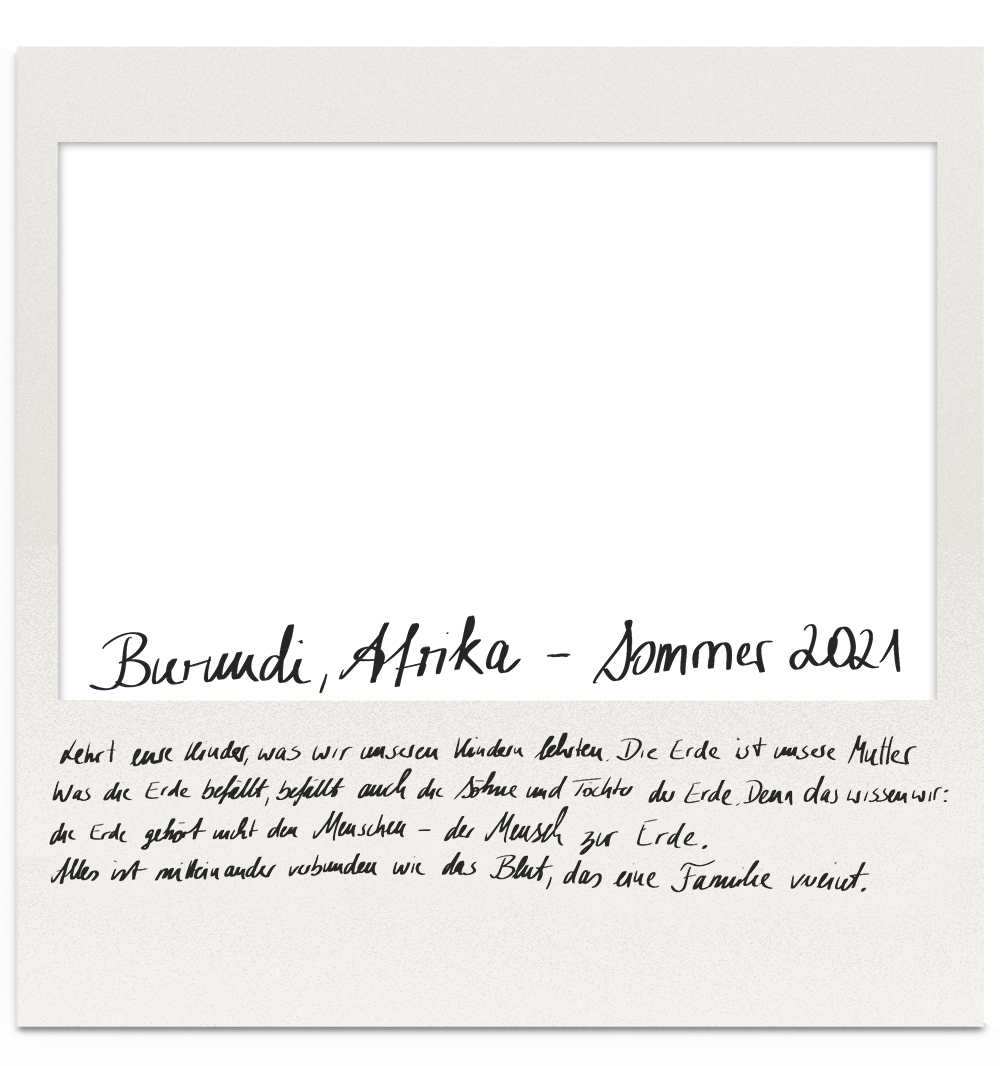 Burundi, Afrika – Sommer 2021
Lehrt eure Kinder, was wir unseren Kindern lehrten. Die Erde ist unsere Mutter
Was die Erde befällt, befällt auch die Söhne und Töchter der Erde. Denn das wissen wir:
die Erde gehört nicht den Menschen – der Mensch zur Erde.
Alles ist miteinander verbunden wie das Blut, das eine Familie vereint.